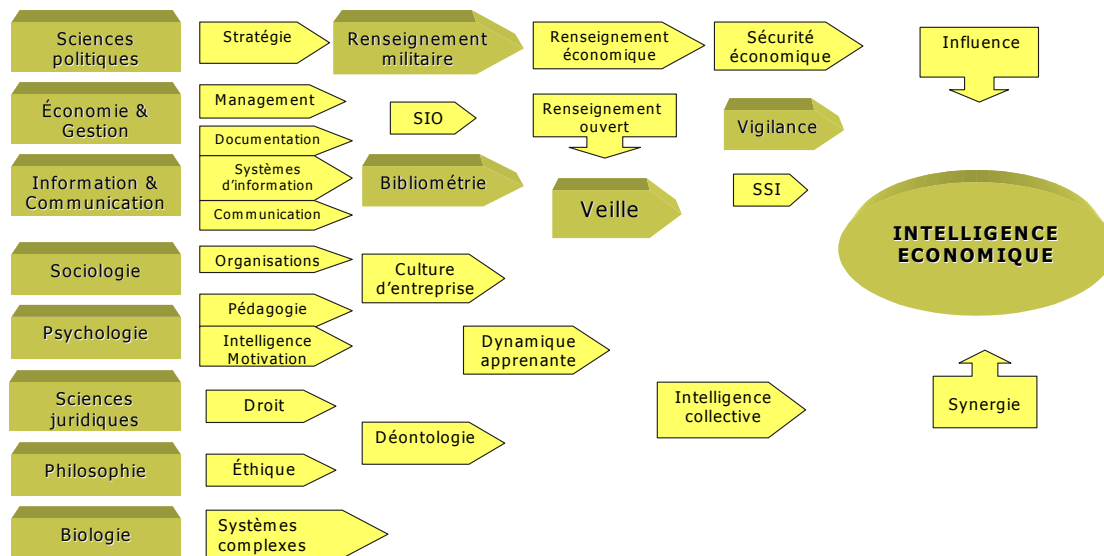 Sciences
politiques
Stratégie
Renseignement
militaire
Renseignement
économique
Sécurité
économique
Influence
Économie &
Gestion
Management
SIO
Renseignement
ouvert
Vigilance
Documentation
Information &
Communication
Systèmes
d'information
Bibliométrie
Veille
SSI
Communication
INTELLIGENCE
ECONOMIQUE
Sociologie
Organisations
Culture
d'entreprise
Psychologie
Pédagogie
Intelligence
Motivation
Dynamique
apprenante
Sciences
juridiques
Droit
Intelligence
collective
Synergie
Déontologie
Philosophie
Éthique
Biologie
Systèmes
complexes